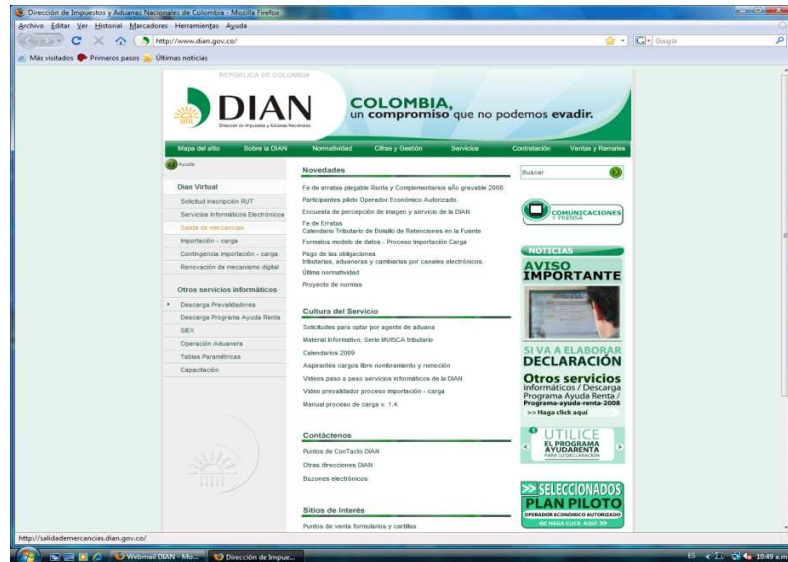 Dirección de Impuestos y Aduanas Nacionales de Colombia - Mozilla Firefox
Archivo Editar Ver Historial Marcadores Herramientas Ayuda
http://www.dian.gov.co/
Google
Más visitados Primeros pasos Últimas noticias
REPÚBLICA DE COLOMBIA
DIAN
Dirección de Impuestos y Aduanas Nacionales
COLOMBIA,
un compromiso que no podemos evadir.
Mapa del sitio Sobre la DIAN Normatividad Cifras y Gestión Servicios Contratación Ventas y Remates
Ayuda
Dian Virtual
Solicitud inscripción RUT
Servicios Informáticos Electrónicos
Salida de mercancias
Importación - carga
Contingencia importación - carga
Renovación de mecanismo digital
Otros servicios informáticos
Descarga Prevalidadores
Descarga Programa Ayuda Renta
SIEX
Operación Aduanera
Tablas Paramétricas
Capacitación
Novedades
Fe de erratas plegable Renta y Complementarios año gravable 2008.
Participantes piloto Operador Económico Autorizado.
Encuesta de percepción de imagen y servicio de la DIAN
Fe de Erratas
Calendario Tributario de Bolsillo de Retenciones en la Fuente
Formatos modelo de datos - Proceso Importación Carga
Pago de las obligaciones
tributarias, aduaneras y cambiarias por canales electrónicos.
Última normatividad
Proyecto de normas
Cultura del Servicio
Solicitudes para optar por agente de aduana
Material Informativo, Serie MUISCA tributario
Calendarios 2009
Aspirantes cargos libre nombramiento y remoción
Videos paso a paso servicios informáticos de la DIAN
Video prevalidador proceso importación - carga
Manual proceso de carga v. 1.4
Contáctenos
Puntos de ConTacto DIAN
Otras direcciones DIAN
Buzones electrónicos
Sitios de Interés
Puntos de venta formularios y cartillas
Buscar
COMUNICACIONES
Y PRENSA
NOTICIAS
AVISO
IMPORTANTE
SI VA A ELABORAR
DECLARACIÓN
Otros servicios
informáticos / Descarga
Programa Ayuda Renta /
Programa-ayuda-renta-2008
>> Haga click aquí
1 UTILICE
EL PROGRAMA
AYUDARENTA
PARA SU DECLARACIÓN
>> SELECCIONADOS
PLAN PILOTO
OPERADOR ECONÓMICO AUTORIZADO
<< HAGA CLICK AQUÍ >>
http://salidademercancias.dian.gov.co/
Webmail DIAN - Mo... Dirección de Impue... ES 10:49 a.m.